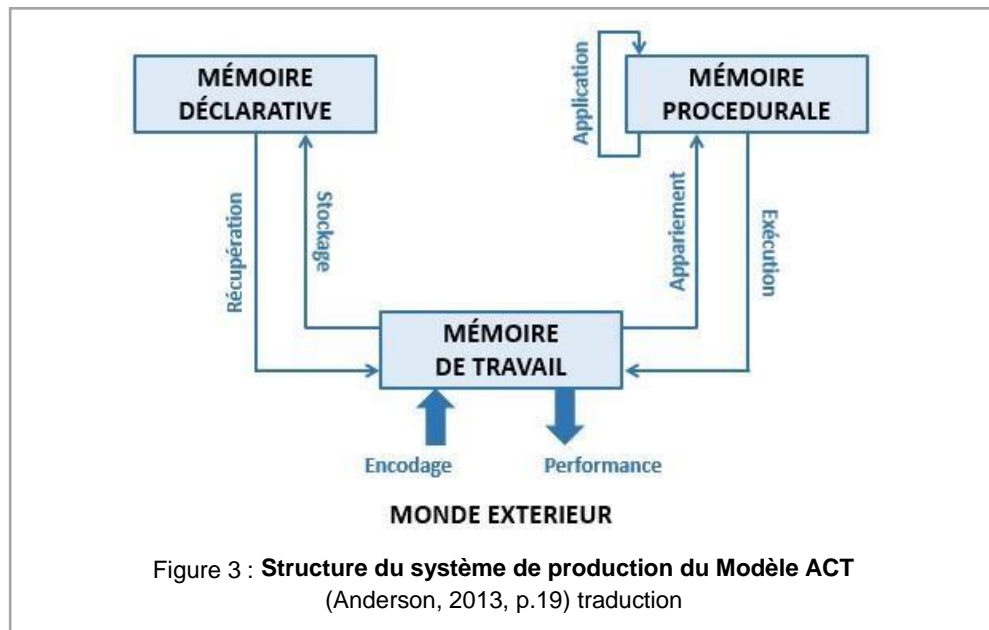 MÉMOIRE
DÉCLARATIVE
MÉMOIRE
PROCEDURALE
Application
Récupération
Stockage
Appariement
Exécution
MÉMOIRE
DE TRAVAIL
Encodage
Performance
MONDE EXTERIEUR
Figure 3 : Structure du système de production du Modèle ACT
(Anderson, 2013, p.19) traduction